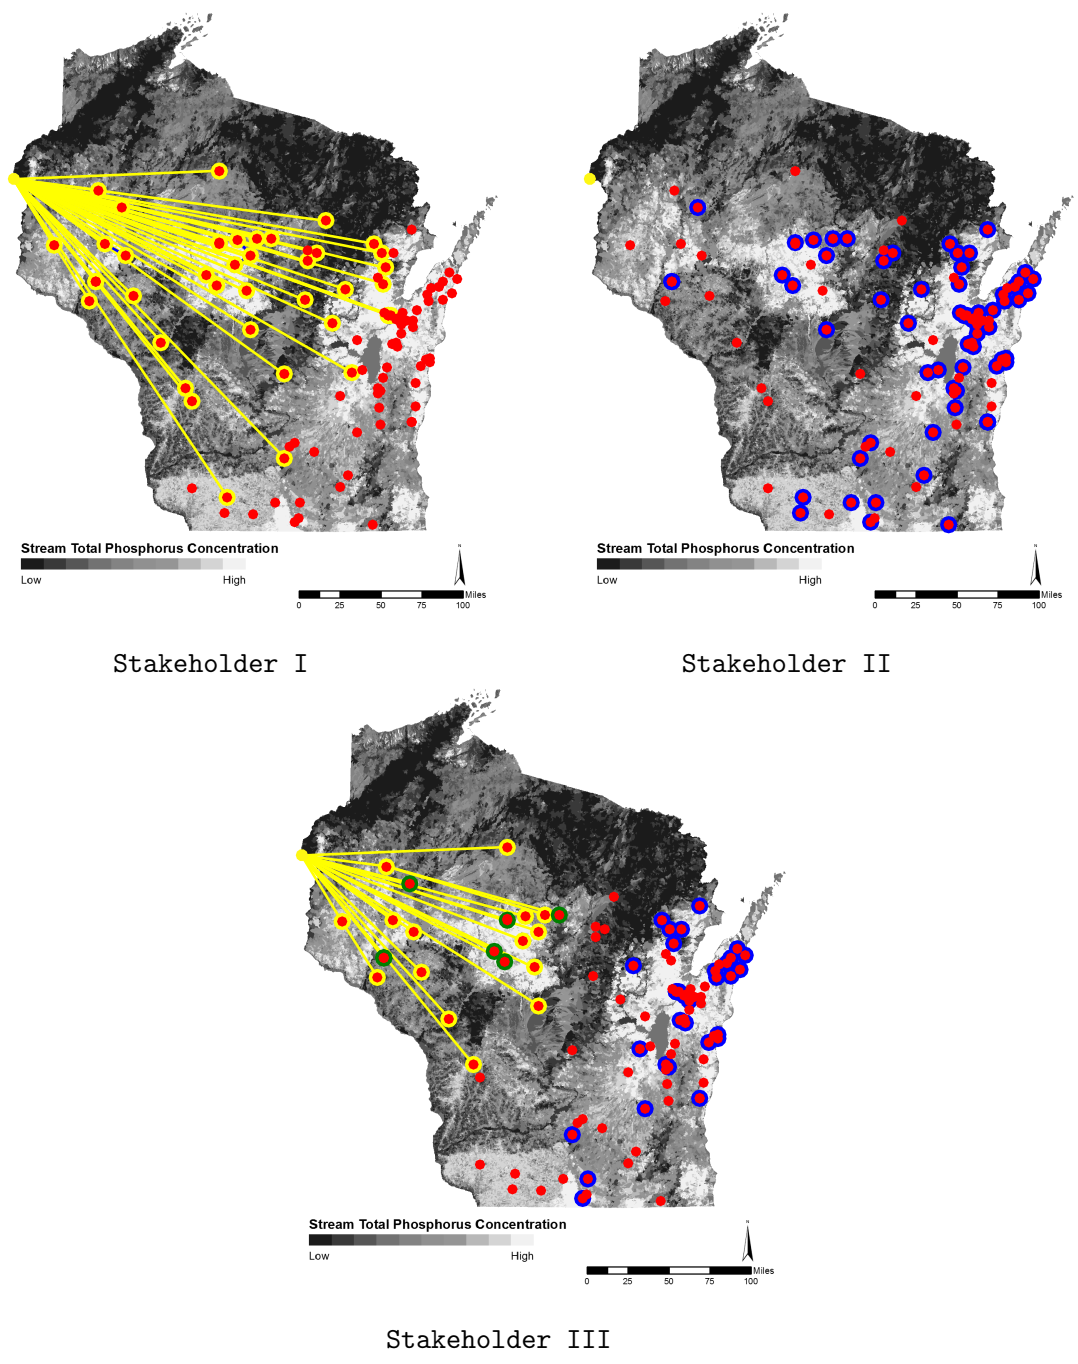 Stream Total Phosphorus Concentration
Low High
N
0 25 50 75 100 Miles
Stakeholder I
Stream Total Phosphorus Concentration
Low High
N
0 25 50 75 100 Miles
Stakeholder II
Stream Total Phosphorus Concentration
Low High
N
0 25 50 75 100 Miles
Stakeholder III